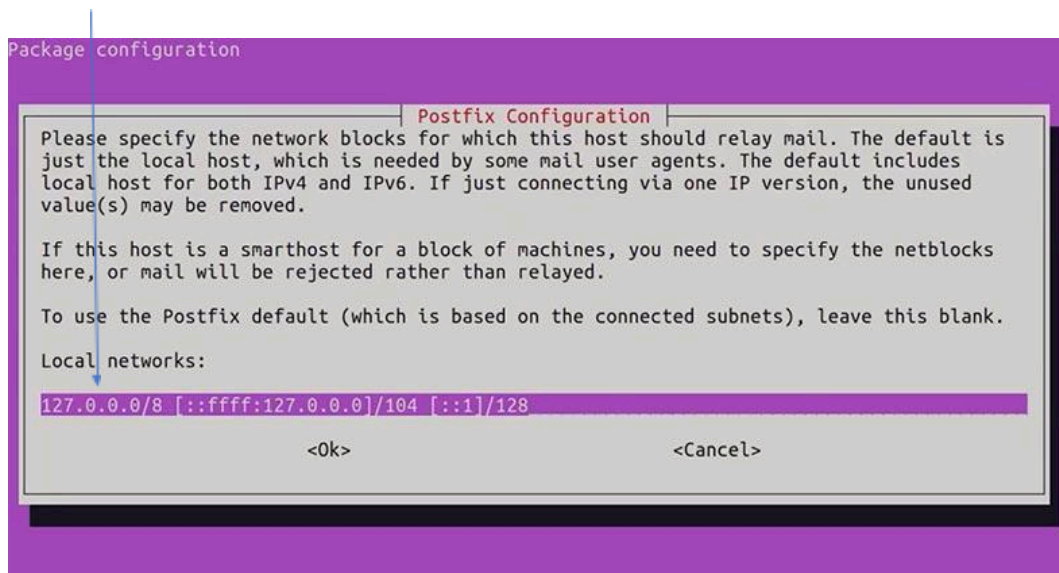 Package configuration
Postfix Configuration
Please specify the network blocks for which this host should relay mail. The default is
just the local host, which is needed by some mail user agents. The default includes
local host for both IPv4 and IPv6. If just connecting via one IP version, the unused
value(s) may be removed.
If this host is a smarthost for a block of machines, you need to specify the netblocks
here, or mail will be rejected rather than relayed.
To use the Postfix default (which is based on the connected subnets), leave this blank.
Local networks:
127.0.0.0/8 [::ffff:127.0.0.0]/104 [::1]/128
<Ok> <Cancel>